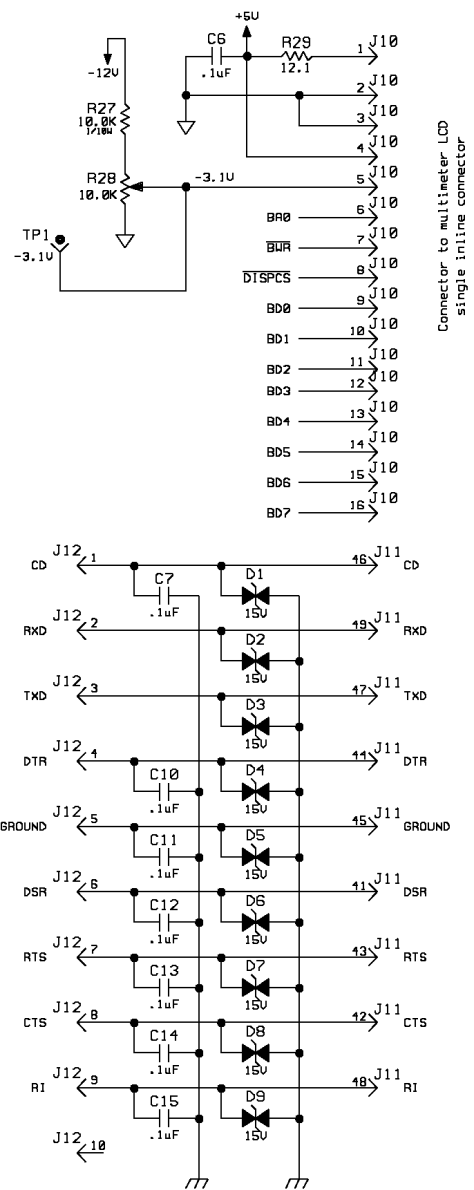 +5V
C6
.1uF
R29
12.1
1 J10
-12V
2 J10
R27
10.0K
1/10W
3 J10
4 J10
R28
10.0K
-3.1V
5 J10
TP1
-3.1V
BA0 6 J10
BWR 7 J10
DISPCS 8 J10
BD0 9 J10
BD1 10 J10
BD2 11 J10
BD3 12 J10
BD4 13 J10
BD5 14 J10
BD6 15 J10
BD7 16 J10
Connector to multimeter LCD
single inline connector
CD J12 1 46 J11 CD
C7 .1uF D1 15V
RXD J12 2 49 J11 RXD
D2 15V
TXD J12 3 47 J11 TXD
D3 15V
DTR J12 4 44 J11 DTR
C10 .1uF D4 15V
GROUND J12 5 45 J11 GROUND
C11 .1uF D5 15V
DSR J12 6 41 J11 DSR
C12 .1uF D6 15V
RTS J12 7 43 J11 RTS
C13 .1uF D7 15V
CTS J12 8 42 J11 CTS
C14 .1uF D8 15V
RI J12 9 48 J11 RI
C15 .1uF D9 15V
J12 10